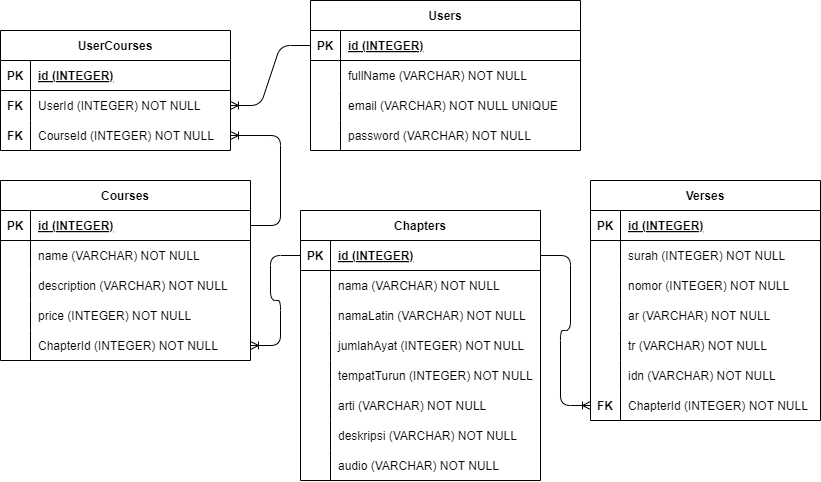 UserCourses
PK id (INTEGER)
FK UserId (INTEGER) NOT NULL
FK CourseId (INTEGER) NOT NULL
Users
PK id (INTEGER)
fullName (VARCHAR) NOT NULL
email (VARCHAR) NOT NULL UNIQUE
password (VARCHAR) NOT NULL
Courses
PK id (INTEGER)
name (VARCHAR) NOT NULL
description (VARCHAR) NOT NULL
price (INTEGER) NOT NULL
ChapterId (INTEGER) NOT NULL
Chapters
PK id (INTEGER)
nama (VARCHAR) NOT NULL
namaLatin (VARCHAR) NOT NULL
jumlahAyat (INTEGER) NOT NULL
tempatTurun (INTEGER) NOT NULL
arti (VARCHAR) NOT NULL
deskripsi (VARCHAR) NOT NULL
audio (VARCHAR) NOT NULL
Verses
PK id (INTEGER)
surah (INTEGER) NOT NULL
nomor (INTEGER) NOT NULL
ar (VARCHAR) NOT NULL
tr (VARCHAR) NOT NULL
idn (VARCHAR) NOT NULL
FK ChapterId (INTEGER) NOT NULL